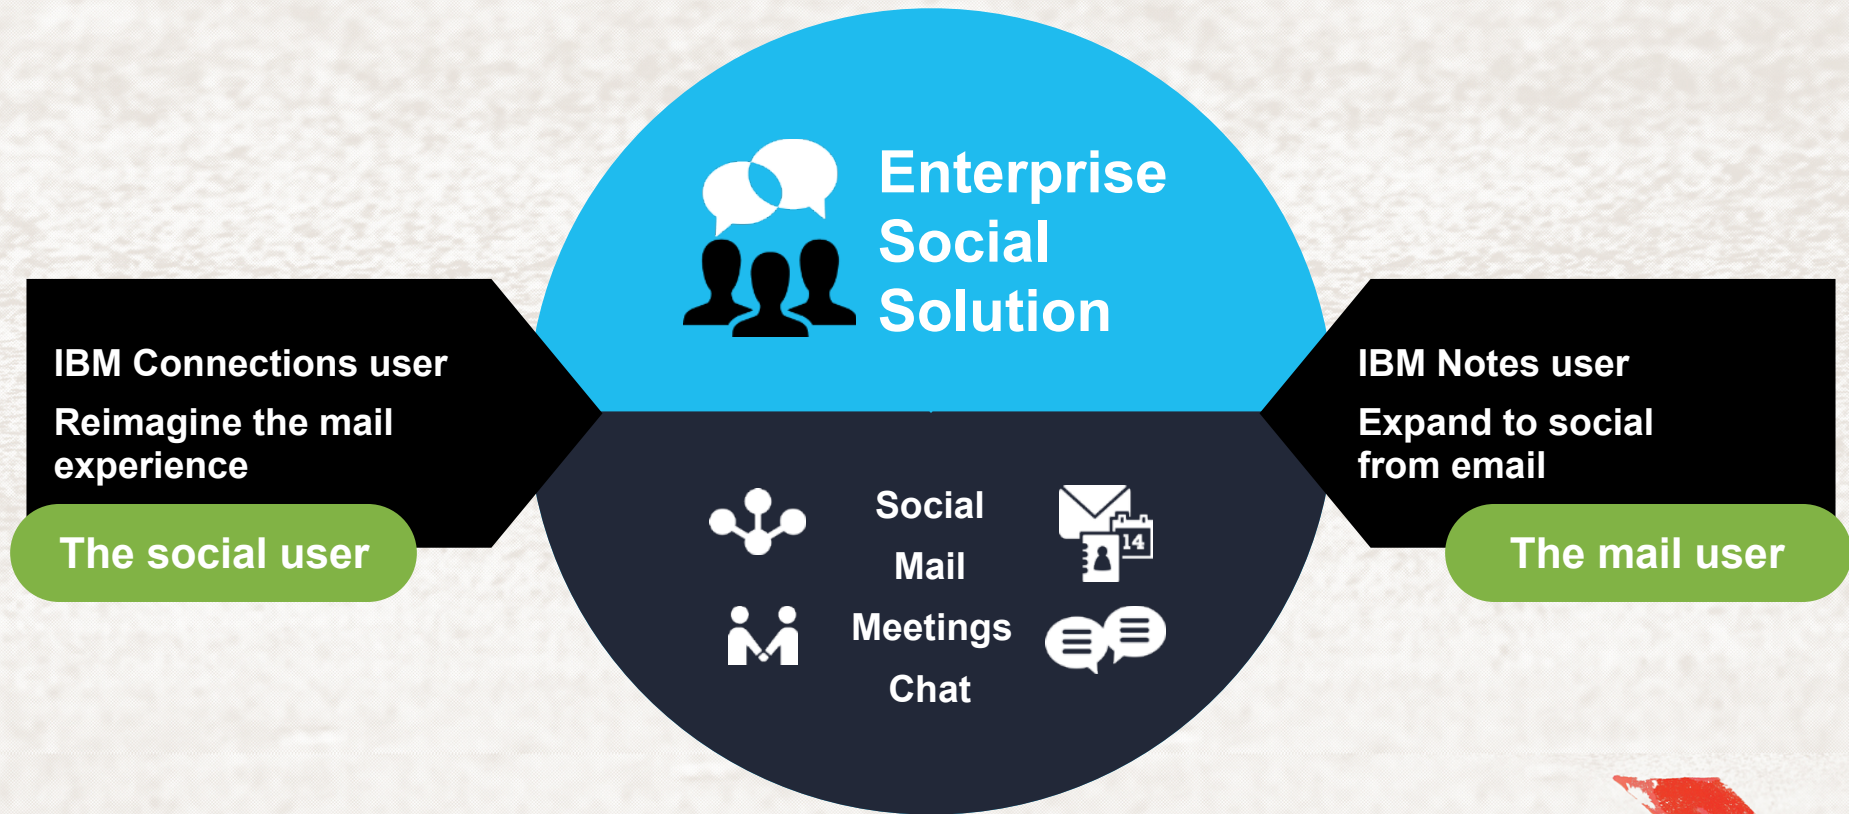 Enterprise
Social
Solution
IBM Connections user
Reimagine the mail
experience
The social user
IBM Notes user
Expand to social
from email
The mail user
Social
Mail
Meetings
Chat
14